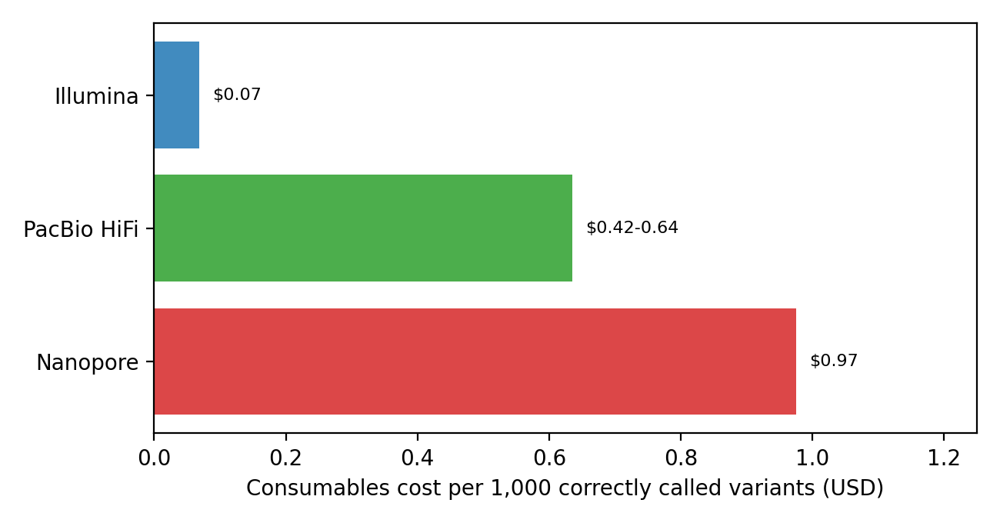 Illumina
$0.07
PacBio HiFi
$0.42-0.64
Nanopore
$0.97
0.0 0.2 0.4 0.6 0.8 1.0 1.2
Consumables cost per 1,000 correctly called variants (USD)